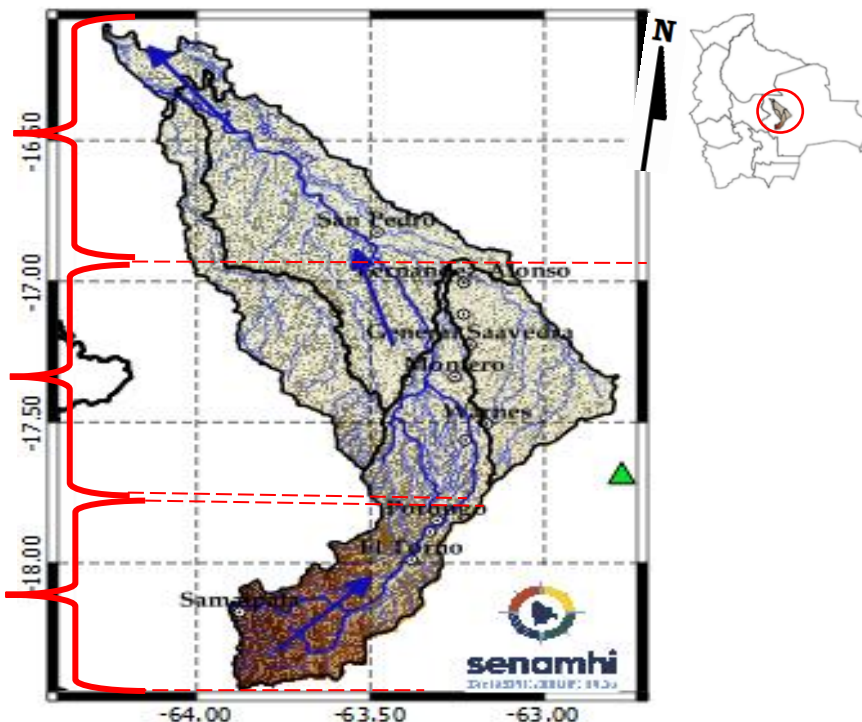 N
-16.50
San Pedro
-17.00
Fernandez Alonso
General Saavedra
Montero
-17.50
Warnes
Porongo
-18.00
El Torno
Samaipata
senamhi
-64.00
-63.50
-63.00